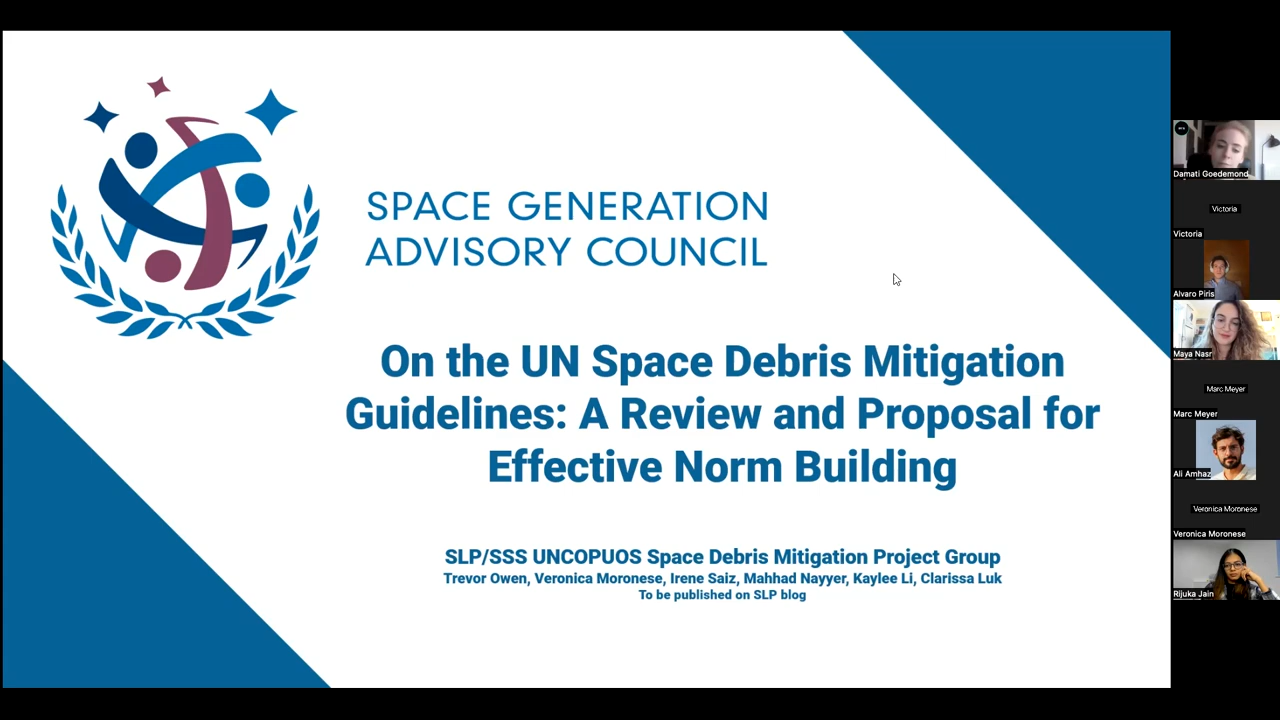 SPACE GENERATION
ADVISORY COUNCIL
On the UN Space Debris Mitigation
Guidelines: A Review and Proposal for
Effective Norm Building
SLP/SSS UNCOPUOS Space Debris Mitigation Project Group
Trevor Owen, Veronica Moronese, Irene Saiz, Mahhad Nayyer, Kaylee Li, Clarissa Luk
To be published on SLP blog
Damati Goedemond
Victoria
Victoria
Alvaro Piris
Maya Nasr
Marc Meyer
Marc Meyer
Ali Amhaz
Veronica Moronese
Veronica Moronese
Rijuka Jain